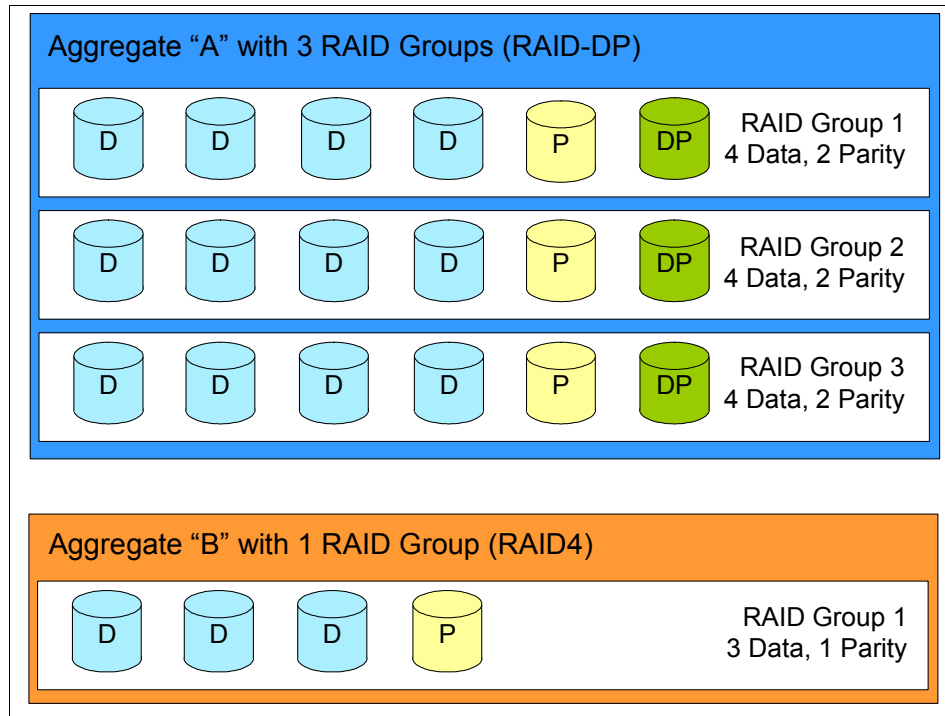 Aggregate “A” with 3 RAID Groups (RAID-DP)
D D D D P DP
RAID Group 1
4 Data, 2 Parity
D D D D P DP
RAID Group 2
4 Data, 2 Parity
D D D D P DP
RAID Group 3
4 Data, 2 Parity
Aggregate “B” with 1 RAID Group (RAID4)
D D D P
RAID Group 1
3 Data, 1 Parity